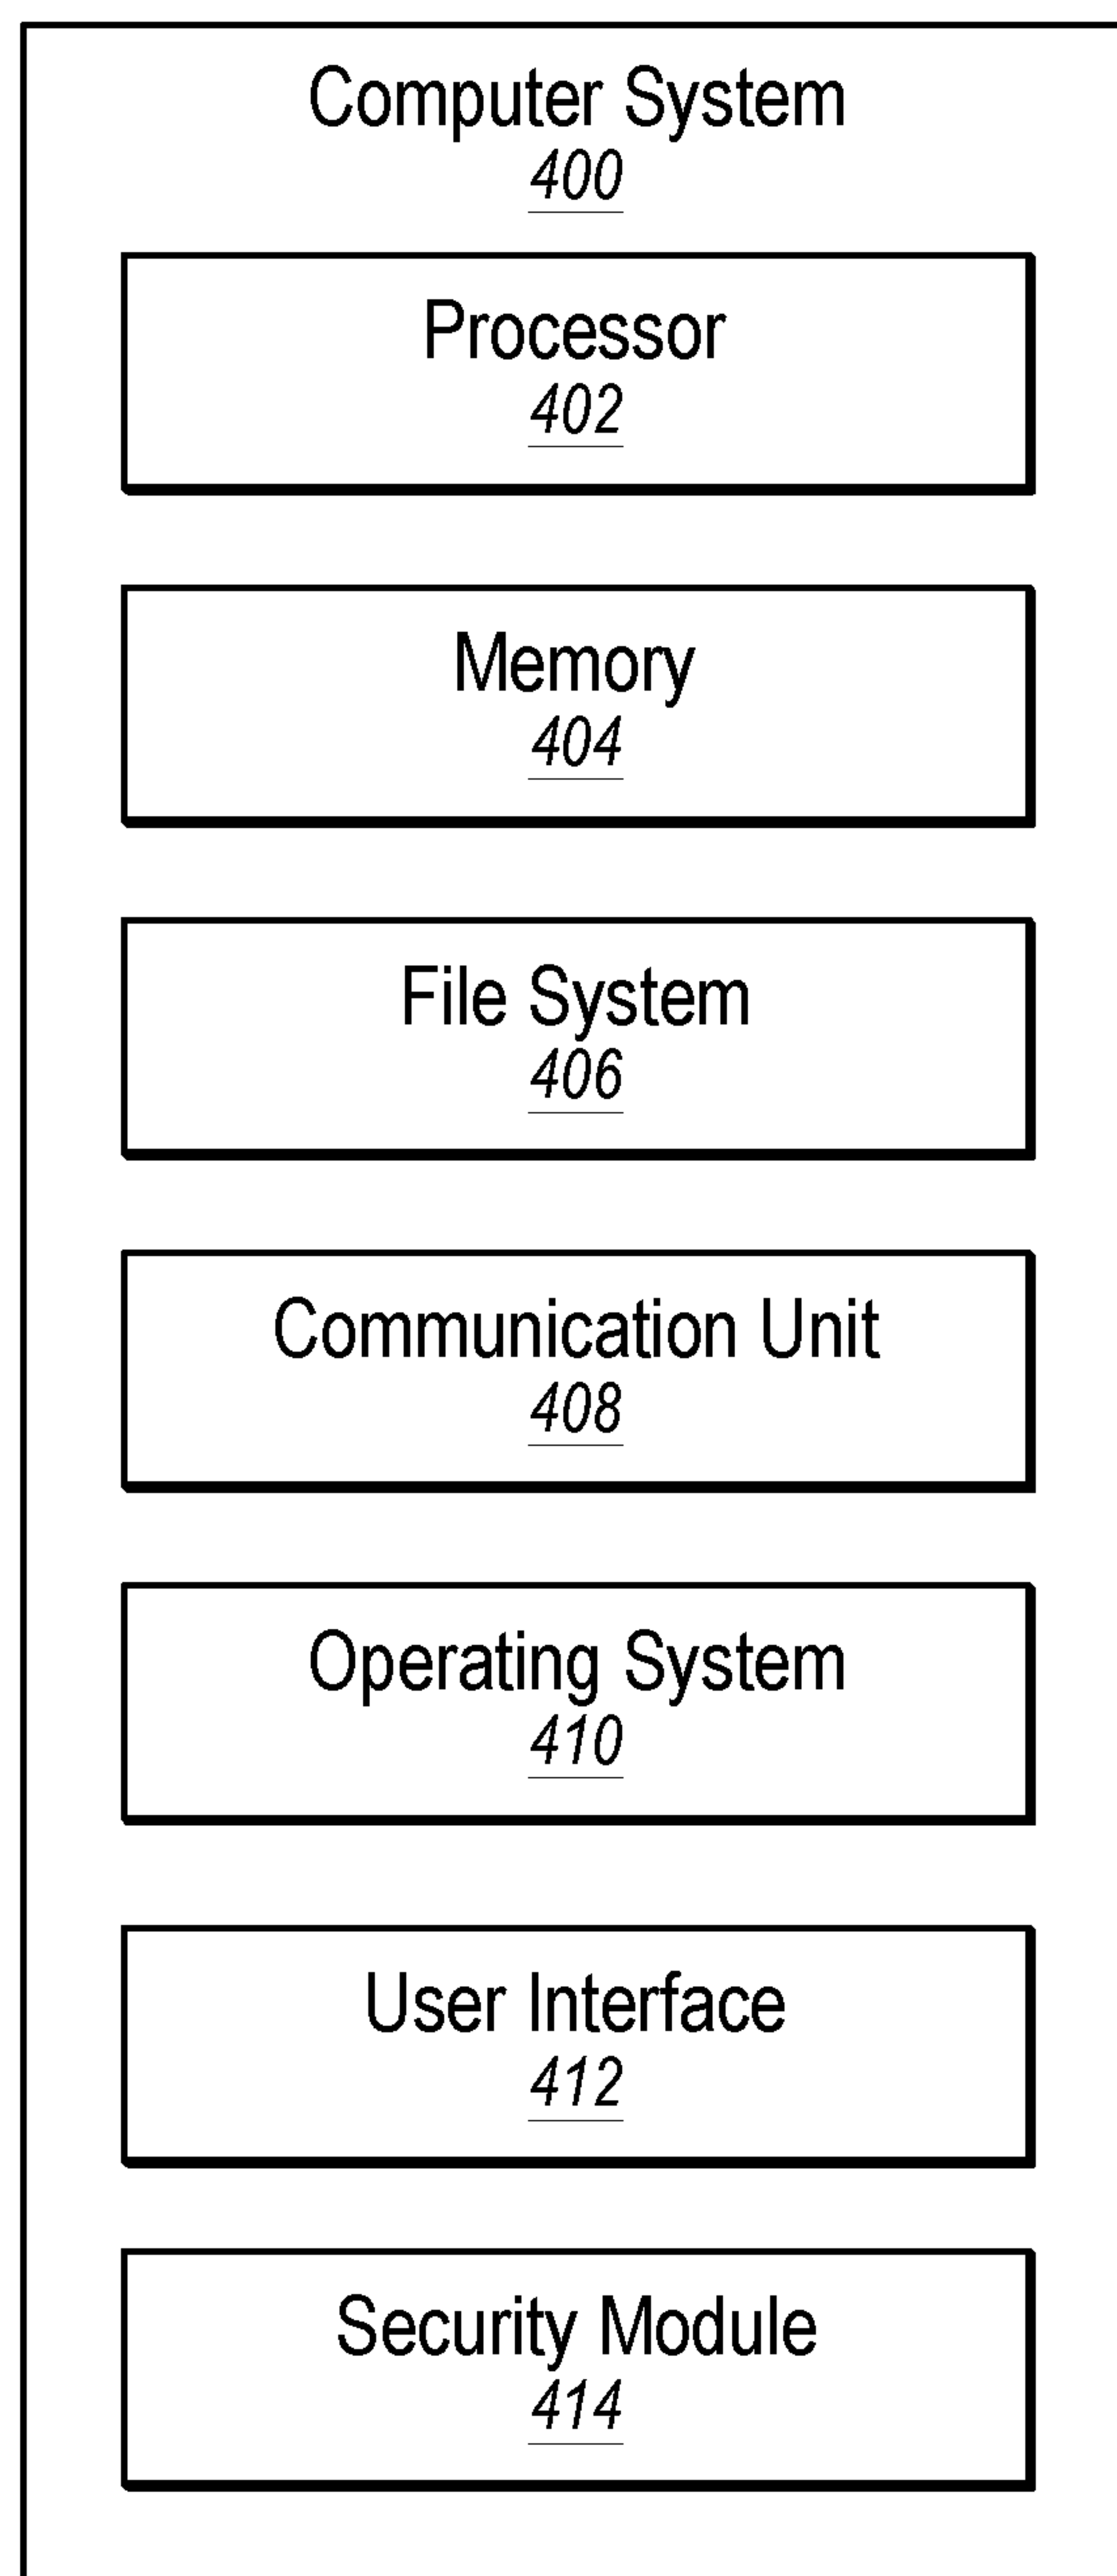 Computer System
400
Processor
402
Memory
404
File System
406
Communication Unit
408
Operating System
410
User Interface
412
Security Module
414